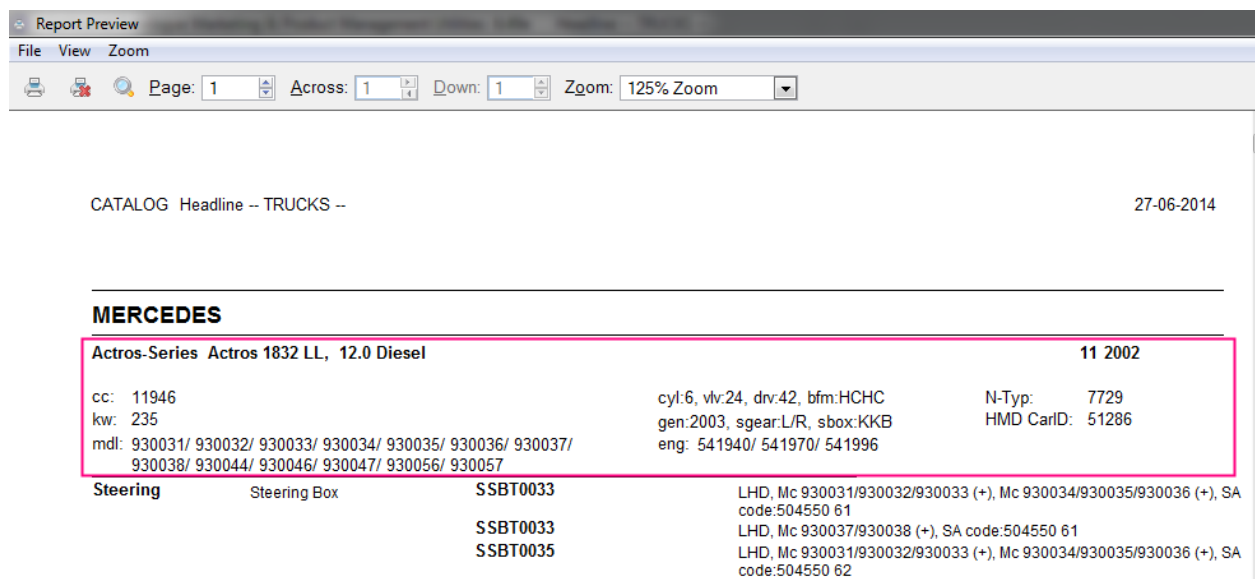 Report Preview
File View Zoom
Page: 1 Across: 1 Down: 1 Zoom: 125% Zoom
CATALOG Headline -- TRUCKS -- 27-06-2014
MERCEDES
Actros-Series Actros 1832 LL, 12.0 Diesel 11 2002
cc: 11946 cyl:6, vlv:24, drv:42, bfm:HCHC N-Typ: 7729
kw: 235 gen:2003, sgear:L/R, sbox:KKB HMD CarID: 51286
mdl: 930031/ 930032/ 930033/ 930034/ 930035/ 930036/ 930037/ eng: 541940/ 541970/ 541996
930038/ 930044/ 930046/ 930047/ 930056/ 930057
Steering Steering Box SSBT0033 LHD, Mc 930031/930032/930033 (+), Mc 930034/930035/930036 (+), SA
code:504550 61
SSBT0033 LHD, Mc 930037/930038 (+), SA code:504550 61
SSBT0035 LHD, Mc 930031/930032/930033 (+), Mc 930034/930035/930036 (+), SA
code:504550 62